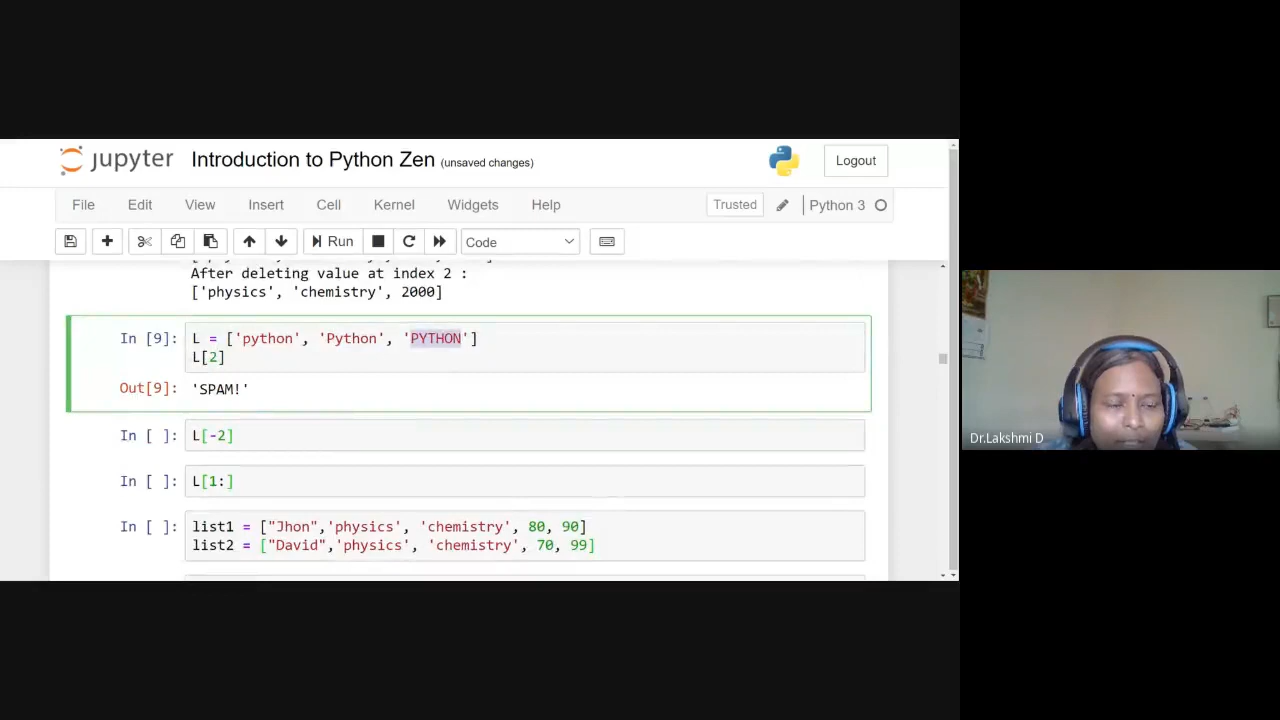 jupyter Introduction to Python Zen (unsaved changes) Logout
File Edit View Insert Cell Kernel Widgets Help Trusted Python 3
Run Code
After deleting value at index 2 :
['physics', 'chemistry', 2000]
In [9]: L = ['python', 'Python', 'PYTHON']
L[2]
Out[9]: 'SPAM!'
In [ ]: L[-2]
In [ ]: L[1:]
In [ ]: list1 = ["Jhon",'physics', 'chemistry', 80, 90]
list2 = ["David",'physics', 'chemistry', 70, 99]
Dr.Lakshmi D